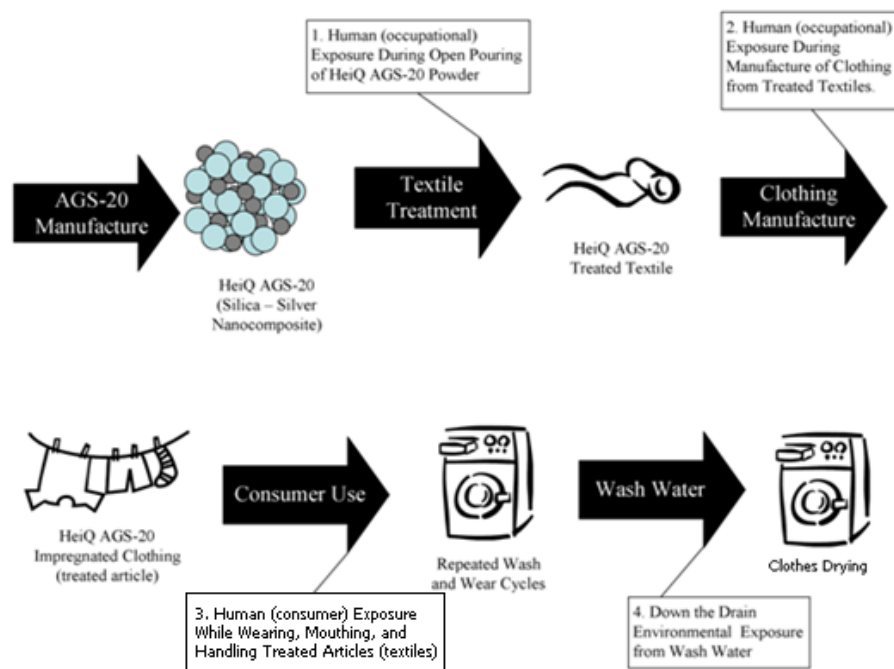 1. Human (occupational)
Exposure During Open Pouring
of HeiQ AGS-20 Powder
2. Human (occupational)
Exposure During
Manufacture of Clothing
from Treated Textiles.
AGS-20
Manufacture
HeiQ AGS-20
(Silica – Silver
Nanocomposite)
Textile
Treatment
HeiQ AGS-20
Treated Textile
Clothing
Manufacture
HeiQ AGS-20
Impregnated Clothing
(treated article)
Consumer Use
3. Human (consumer) Exposure
While Wearing, Mouthing, and
Handling Treated Articles (textiles)
Repeated Wash
and Wear Cycles
Wash Water
4. Down the Drain
Environmental Exposure
from Wash Water
Clothes Drying